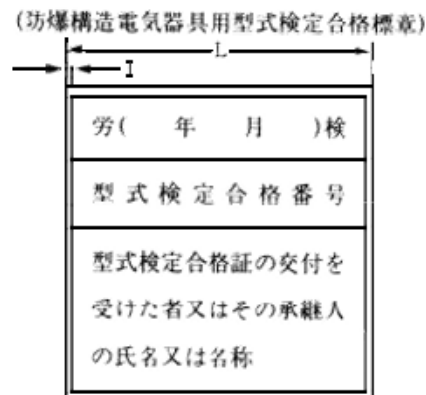 (防爆構造電気器具用型式検定合格標章)
L
I
労(　　年　　月　　)検
型式検定合格番号
型式検定合格証の交付を
受けた者又はその承継人
の氏名又は名称